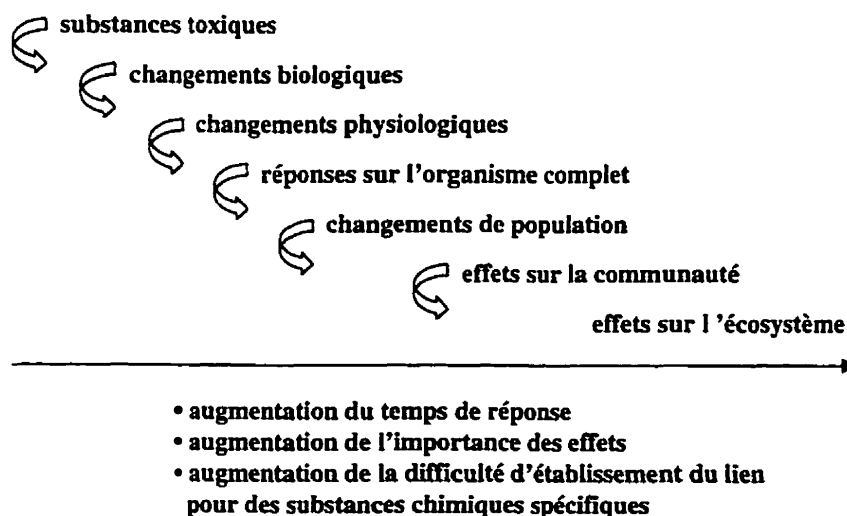 substances toxiques
changements biologiques
changements physiologiques
réponses sur l'organisme complet
changements de population
effets sur la communauté
effets sur l 'écosystème
• augmentation du temps de réponse
• augmentation de l'importance des effets
• augmentation de la difficulté d'établissement du lien
pour des substances chimiques spécifiques